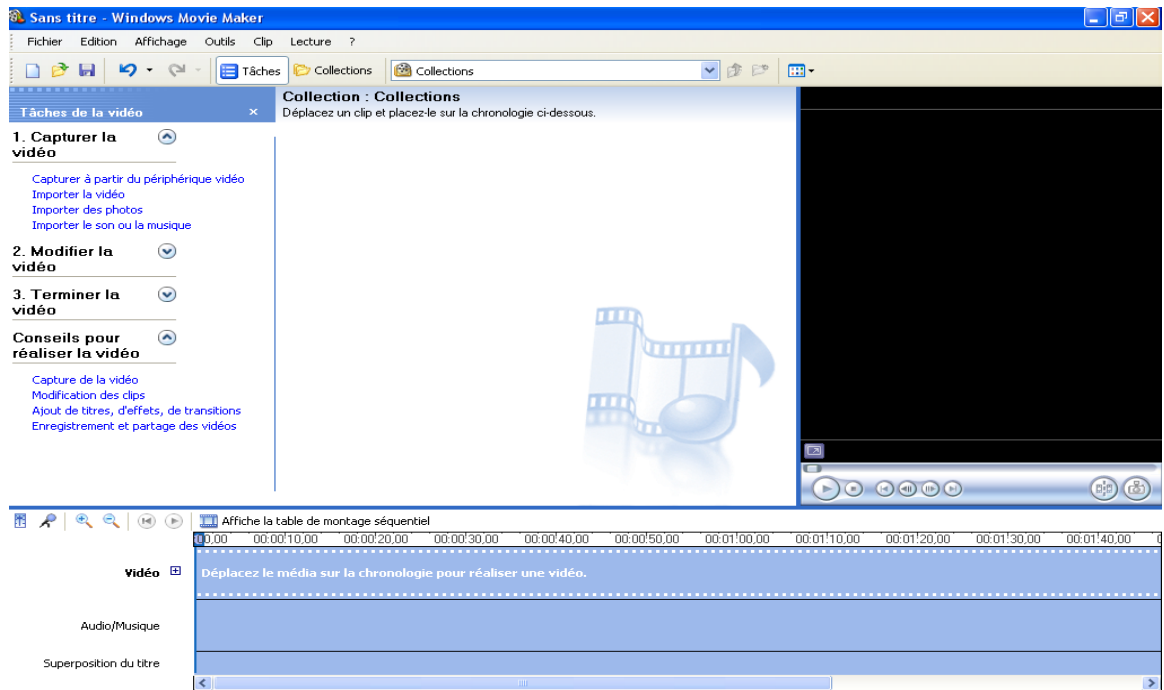 Sans titre - Windows Movie Maker
Fichier Edition Affichage Outils Clip Lecture ?
Tâches Collections Collections
Tâches de la vidéo
Collection : Collections
Déplacez un clip et placez-le sur la chronologie ci-dessous.
1. Capturer la
vidéo
Capturer à partir du périphérique vidéo
Importer la vidéo
Importer des photos
Importer le son ou la musique
2. Modifier la
vidéo
3. Terminer la
vidéo
Conseils pour
réaliser la vidéo
Capture de la vidéo
Modification des clips
Ajout de titres, d'effets, de transitions
Enregistrement et partage des vidéos
Affiche la table de montage séquentiel
00:00:10,00 00:00:20,00 00:00:30,00 00:00:40,00 00:00:50,00 00:01:00,00 00:01:10,00 00:01:20,00 00:01:30,00 00:01:40,00
Vidéo
Déplacez le média sur la chronologie pour réaliser une vidéo.
Audio/Musique
Superposition du titre